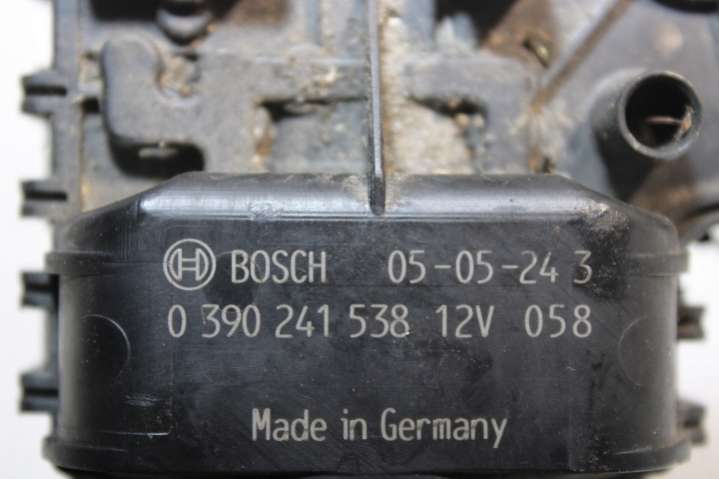 BOSCH 05-05-24 3
0 390 241 538 12V 058
Made in Germany